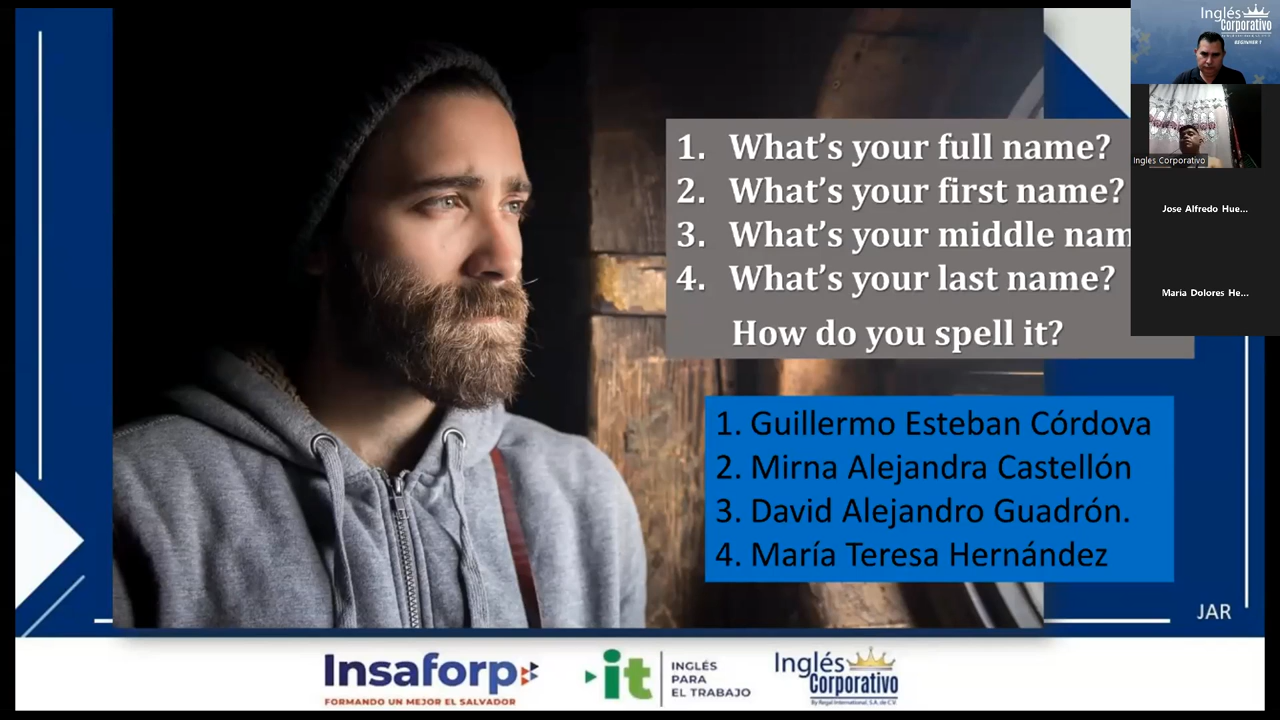 1. What's your full name?
2. What's your first name?
3. What's your middle nam
4. What's your last name?
How do you spell it?
1. Guillermo Esteban Córdova
2. Mirna Alejandra Castellón
3. David Alejandro Guadrón.
4. María Teresa Hernández
JAR
Insaforp
FORMANDO UN MEJOR EL SALVADOR
it
INGLÉS
PARA
EL TRABAJO
Inglés
Corporativo
By Regal International, S.A. de C.V.
Inglés
Corporativo
BEGINNER 1
Ingles Corporativo
Jose Alfredo Hue...
Maria Dolores He...